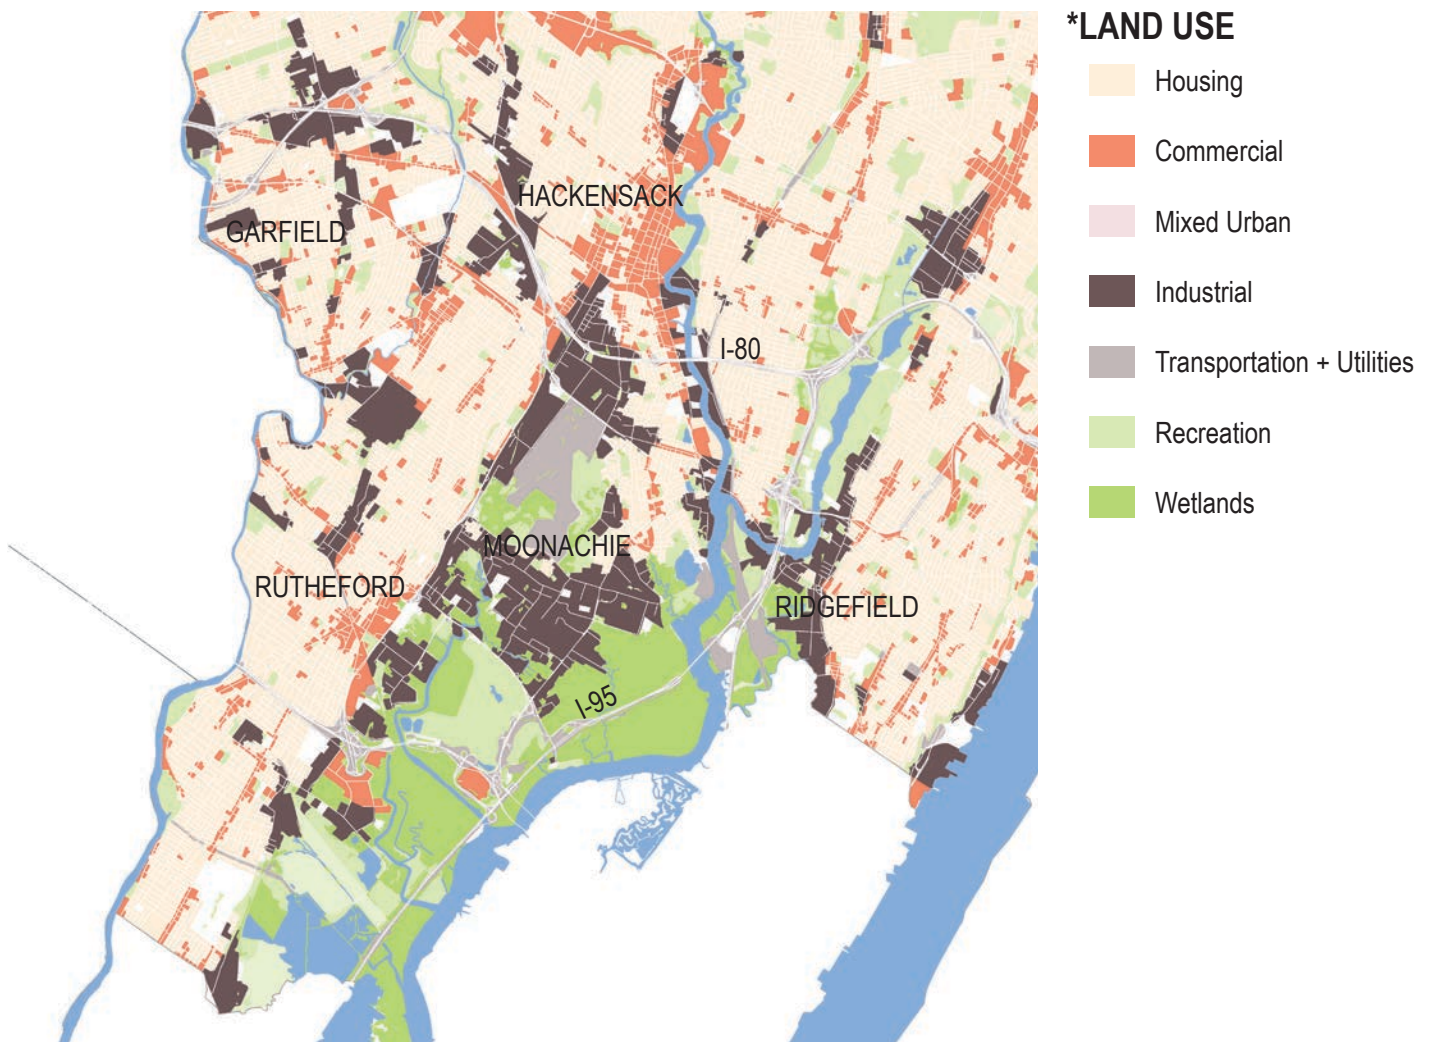 *LAND USE
Housing
Commercial
Mixed Urban
Industrial
Transportation + Utilities
Recreation
Wetlands
HACKENSACK
GARFIELD
I-80
MOONACHIE
RUTHEFORD
RIDGEFIELD
I-95